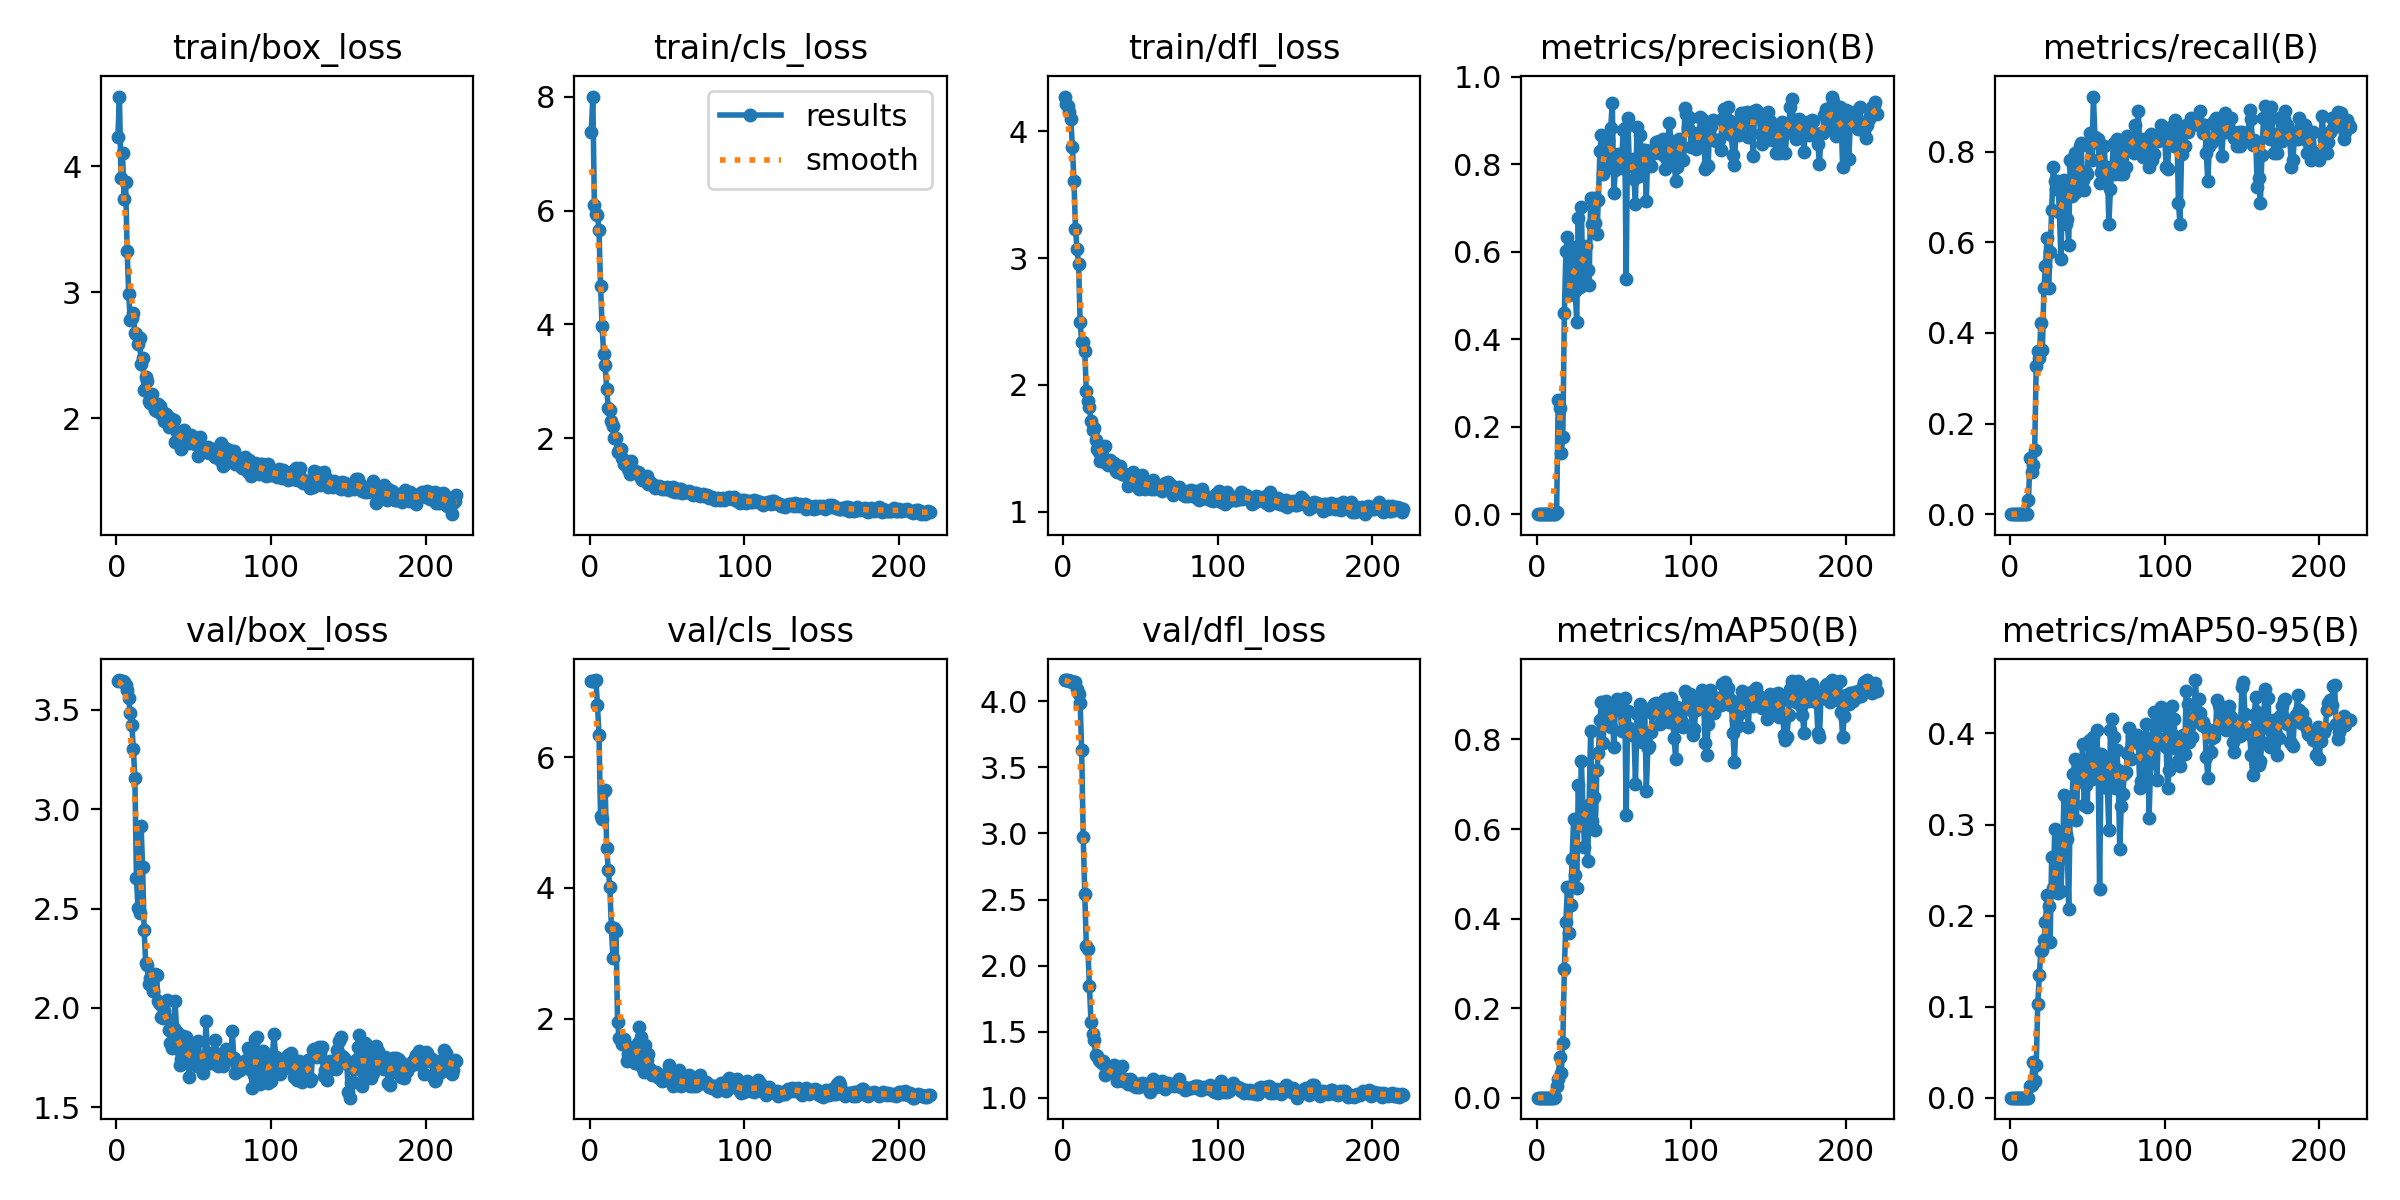 train/box_loss
4
3
2
0 100 200
train/cls_loss
results
smooth
8
6
4
2
0 100 200
train/dfl_loss
4
3
2
1
0 100 200
metrics/precision(B)
1.0
0.8
0.6
0.4
0.2
0.0
0 100 200
metrics/recall(B)
0.8
0.6
0.4
0.2
0.0
0 100 200
val/box_loss
3.5
3.0
2.5
2.0
1.5
0 100 200
val/cls_loss
6
4
2
0 100 200
val/dfl_loss
4.0
3.5
3.0
2.5
2.0
1.5
1.0
0 100 200
metrics/mAP50(B)
0.8
0.6
0.4
0.2
0.0
0 100 200
metrics/mAP50-95(B)
0.4
0.3
0.2
0.1
0.0
0 100 200